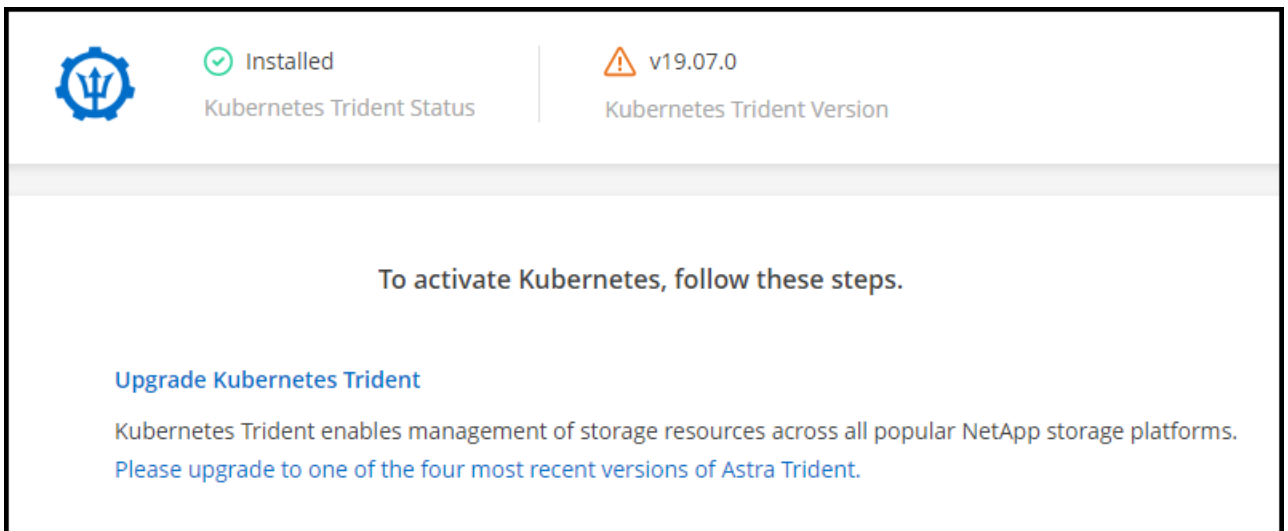 Installed
Kubernetes Trident Status
v19.07.0
Kubernetes Trident Version
To activate Kubernetes, follow these steps.
Upgrade Kubernetes Trident
Kubernetes Trident enables management of storage resources across all popular NetApp storage platforms.
Please upgrade to one of the four most recent versions of Astra Trident.